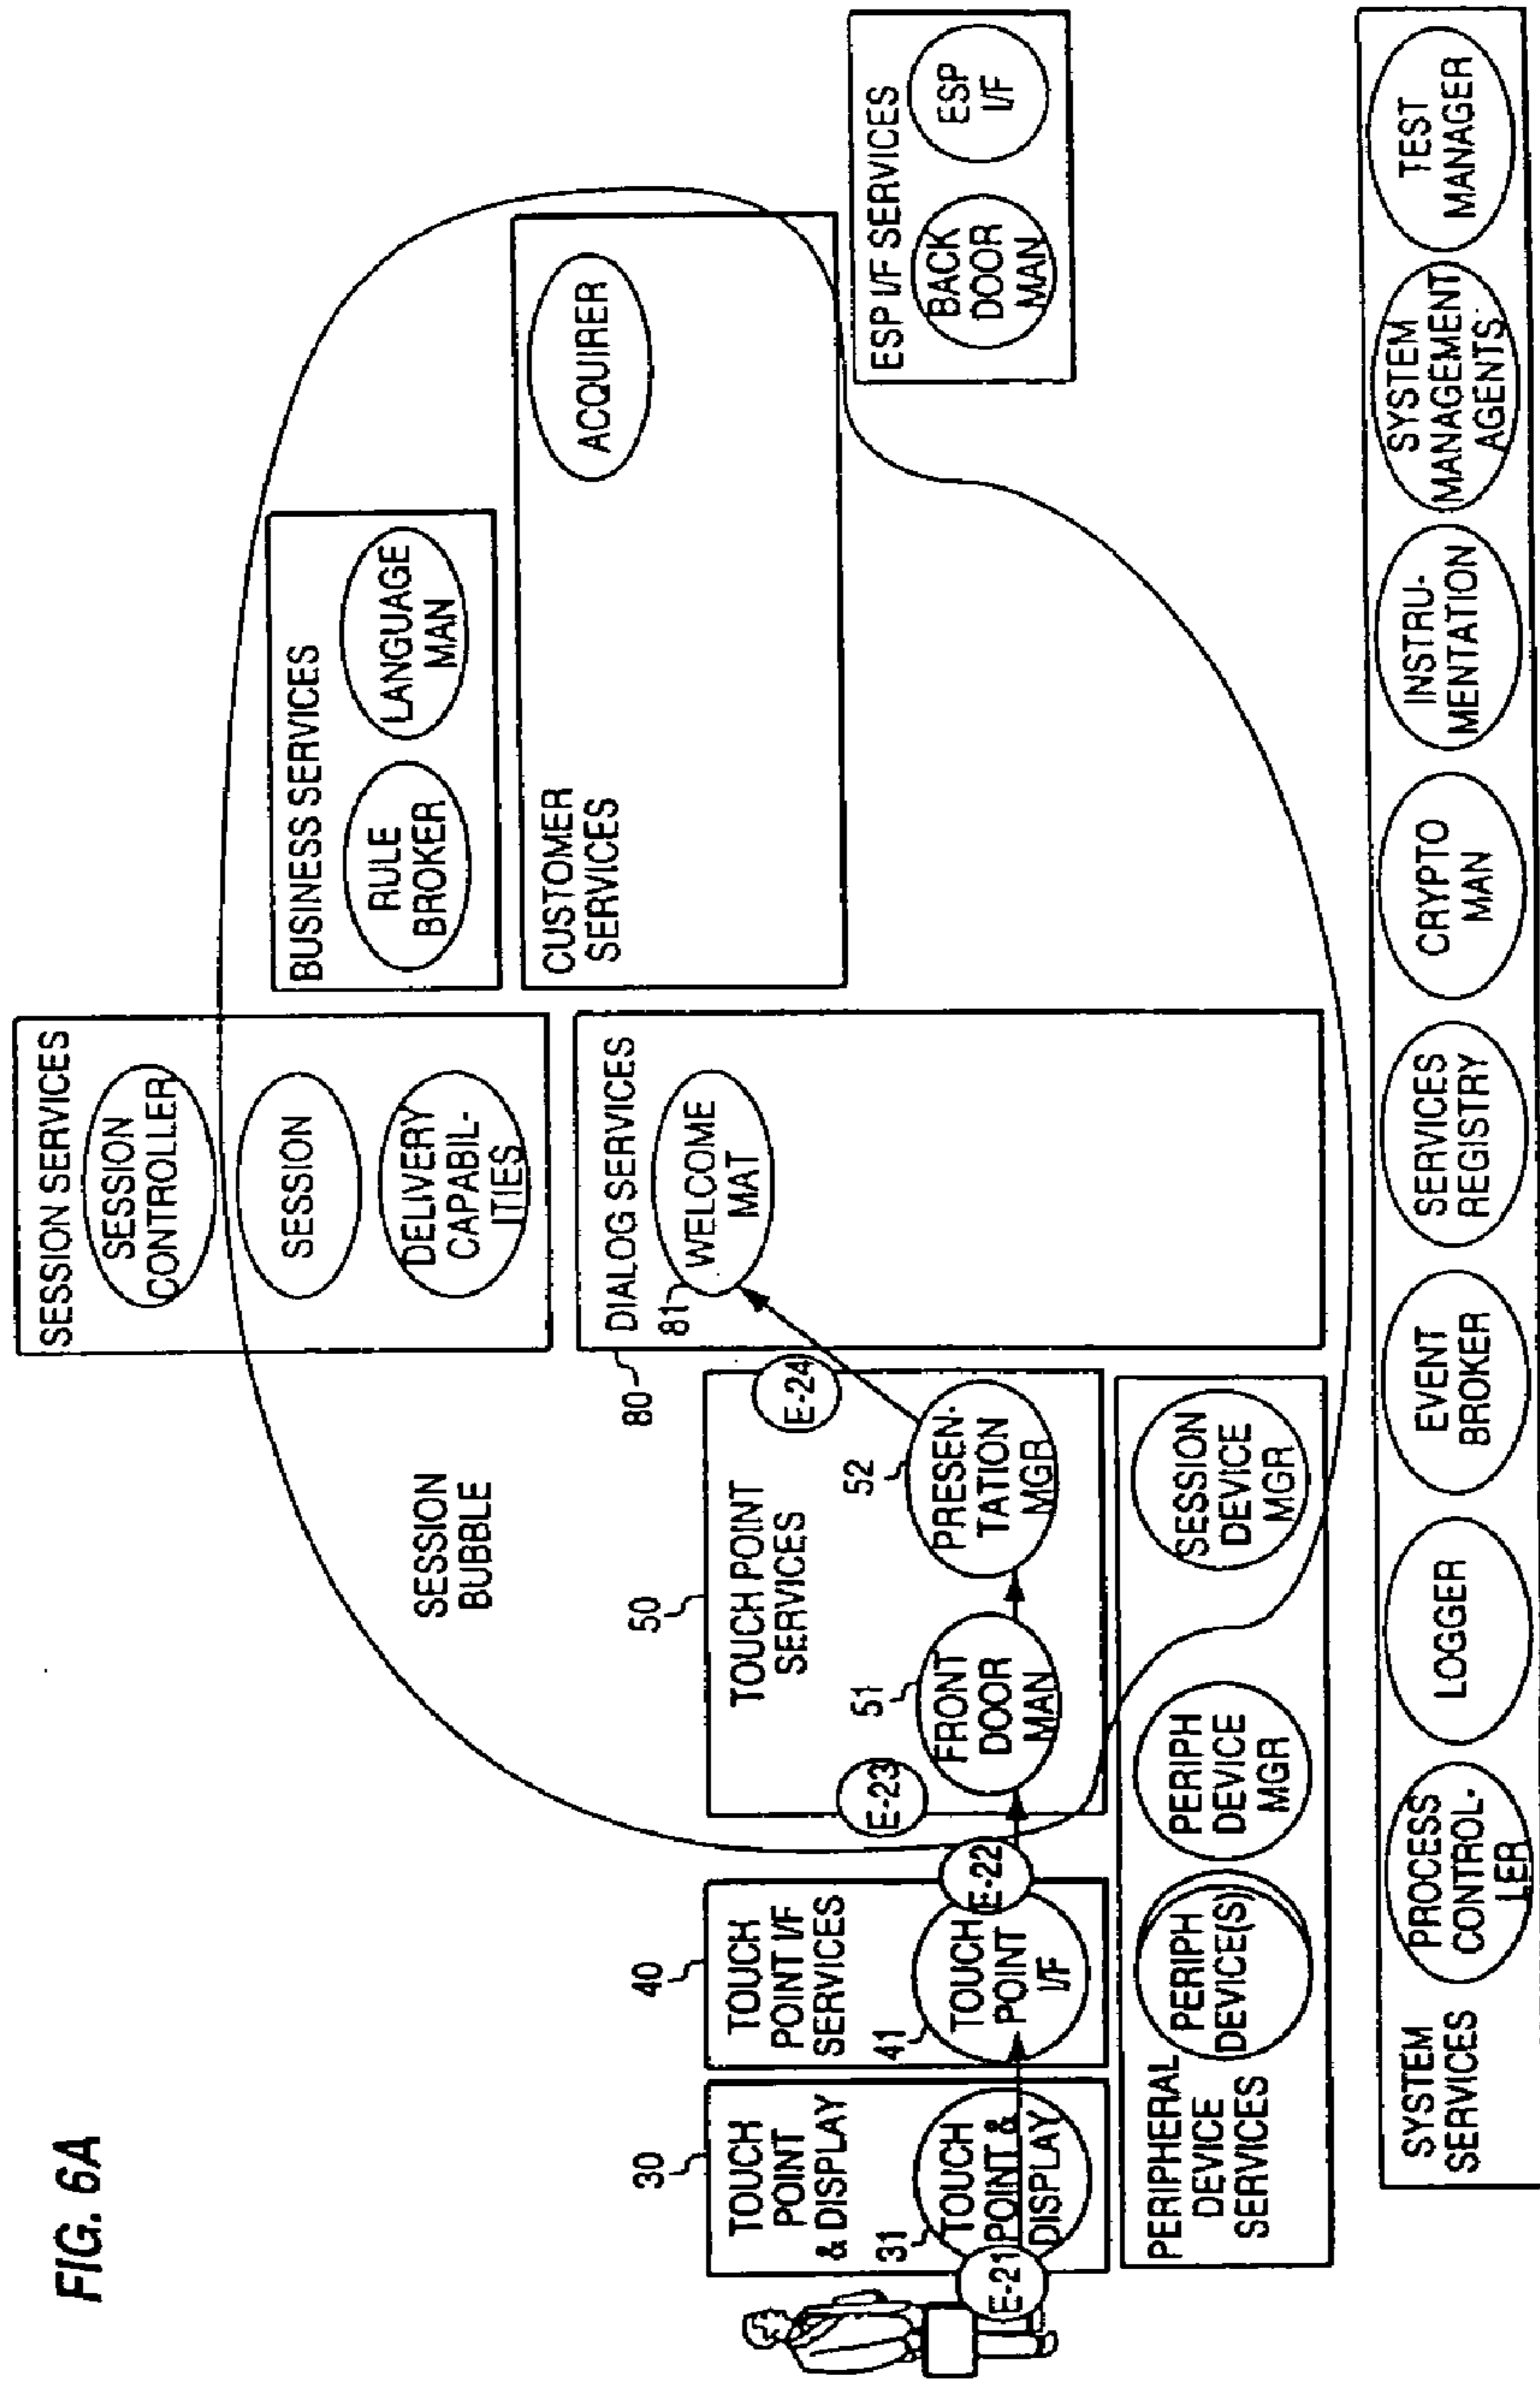 FIG. 6A
SESSION SERVICES
SESSION
CONTROLLER
SESSION
DELIVERY
CAPABIL-
ITIES
BUSINESS SERVICES
RULE
BROKER
LANGUAGE
MAN
SESSION
BUBBLE
CUSTOMER
SERVICES
ACQUIRER
30
TOUCH
POINT
& DISPLAY
31
TOUCH
POINT &
DISPLAY
E-21
40
TOUCH
POINT I/F
SERVICES
41
TOUCH
POINT
I/F
E-22
50
TOUCH POINT
SERVICES
E-23
51
FRONT
DOOR
MAN
52
PRESEN-
TATION
MGR
E-24
80
DIALOG SERVICES
81
WELCOME
MAT
ESP I/F SERVICES
BACK
DOOR
MAN
ESP
I/F
PERIPHERAL
DEVICE
SERVICES
PERIPH
DEVICE(S)
PERIPH
DEVICE
MGR
SESSION
DEVICE
MGR
SYSTEM
SERVICES
PROCESS
CONTROL-
LER
LOGGER
EVENT
BROKER
SERVICES
REGISTRY
CRYPTO
MAN
INSTRU-
MENTATION
SYSTEM
MANAGEMENT
AGENTS
TEST
MANAGER